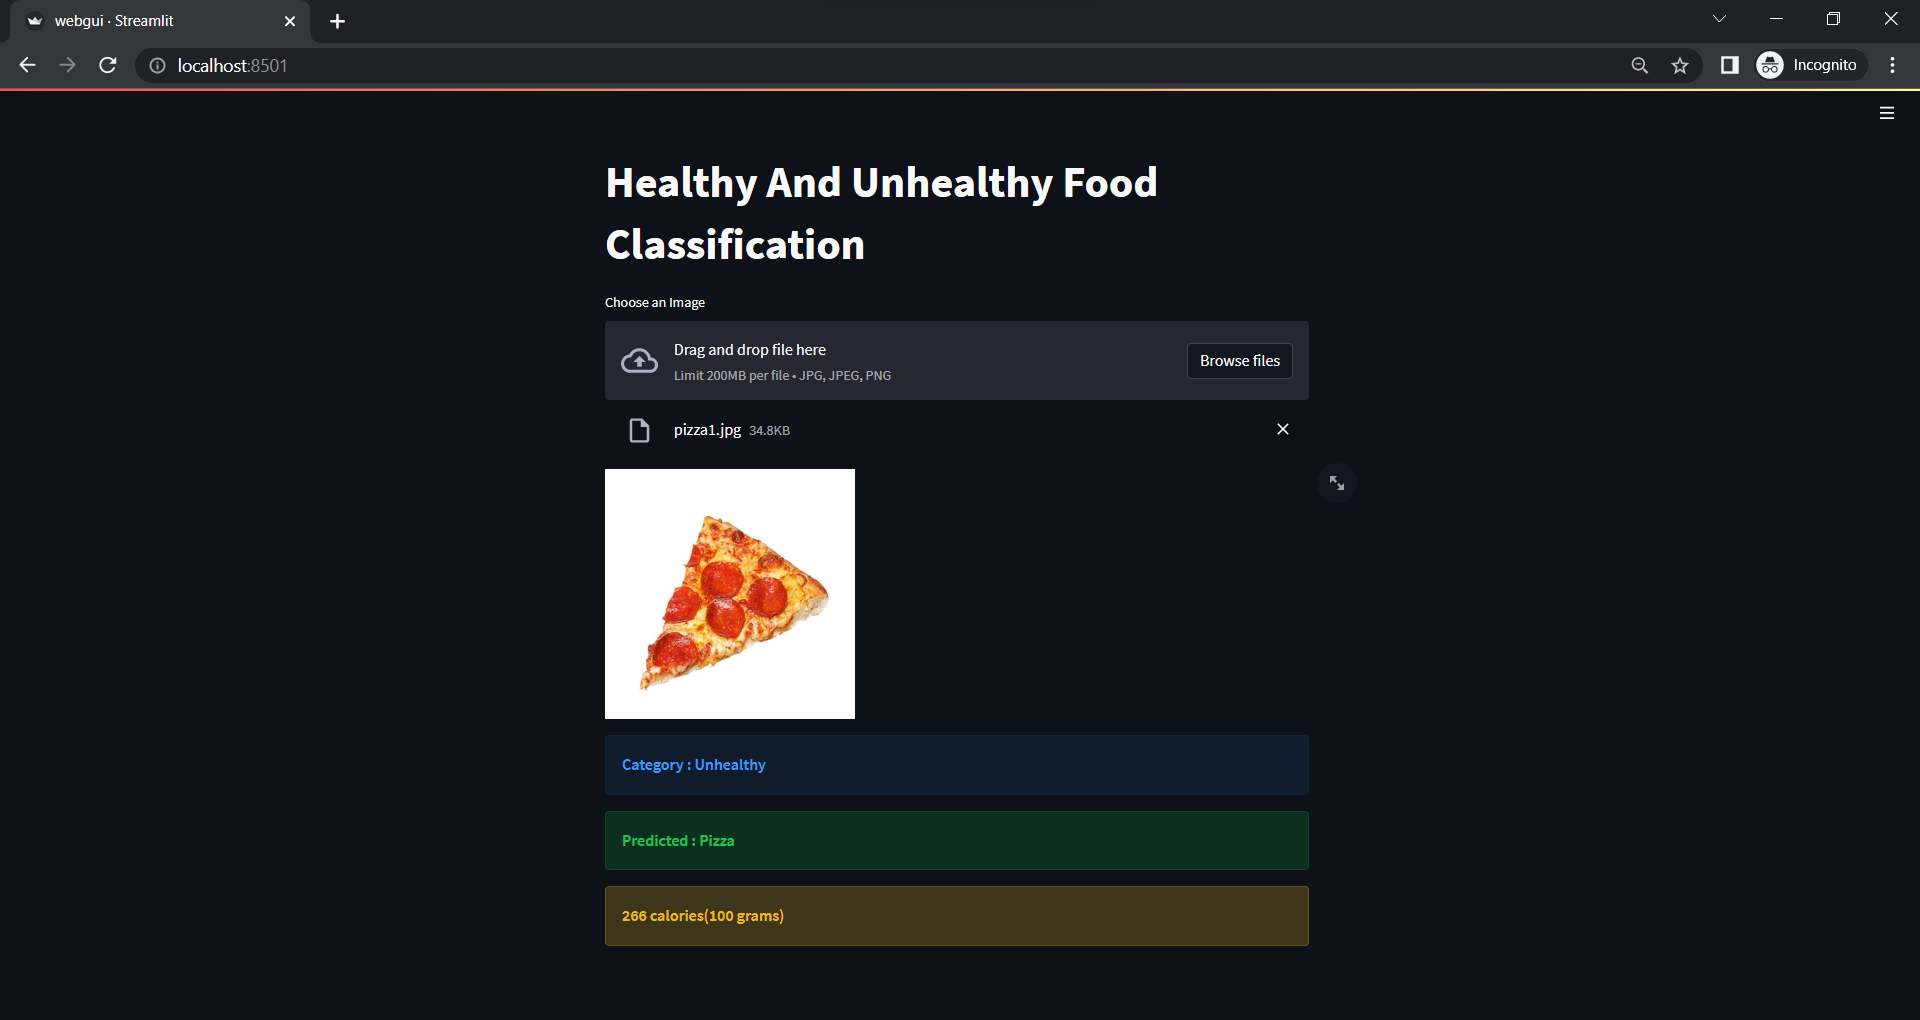 webgui · Streamlit
localhost:8501
Incognito
Healthy And Unhealthy Food
Classification
Choose an Image
Drag and drop file here
Limit 200MB per file • JPG, JPEG, PNG
Browse files
pizza1.jpg 34.8KB
Category : Unhealthy
Predicted : Pizza
266 calories(100 grams)